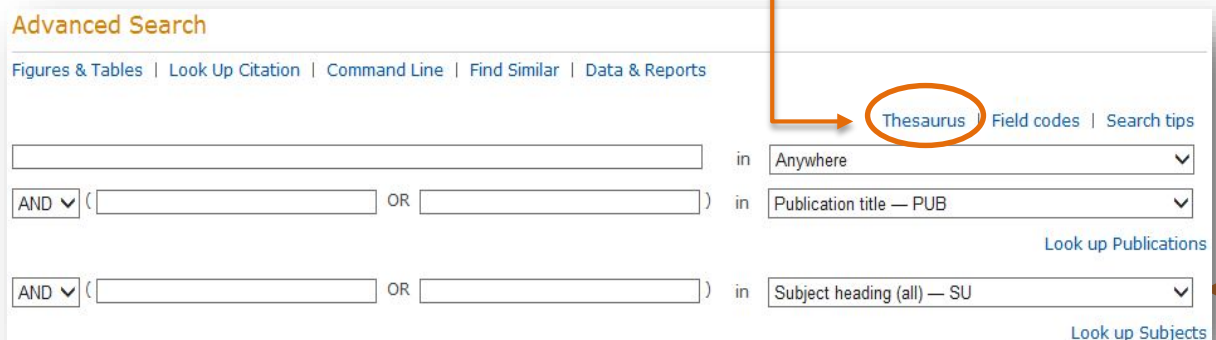 Advanced Search
Figures & Tables | Look Up Citation | Command Line | Find Similar | Data & Reports
Thesaurus | Field codes | Search tips
in Anywhere
AND ( OR ) in Publication title — PUB
Look up Publications
AND ( OR ) in Subject heading (all) — SU
Look up Subjects